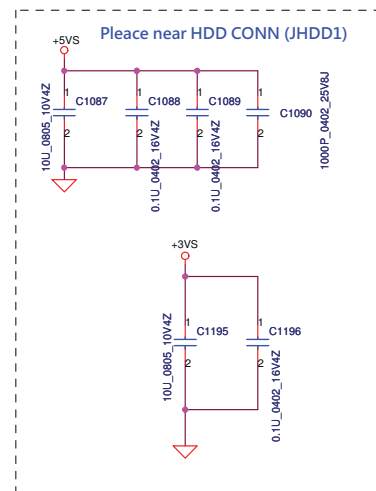 Pleace near HDD CONN (JHDD1)
+5VS
1
C1087
2
10U_0805_10V4Z
1
C1088
2
0.1U_0402_16V4Z
1
C1089
2
0.1U_0402_16V4Z
1
C1090
2
1000P_0402_25V8J
+3VS
1
C1195
2
10U_0805_10V4Z
1
C1196
2
0.1U_0402_16V4Z